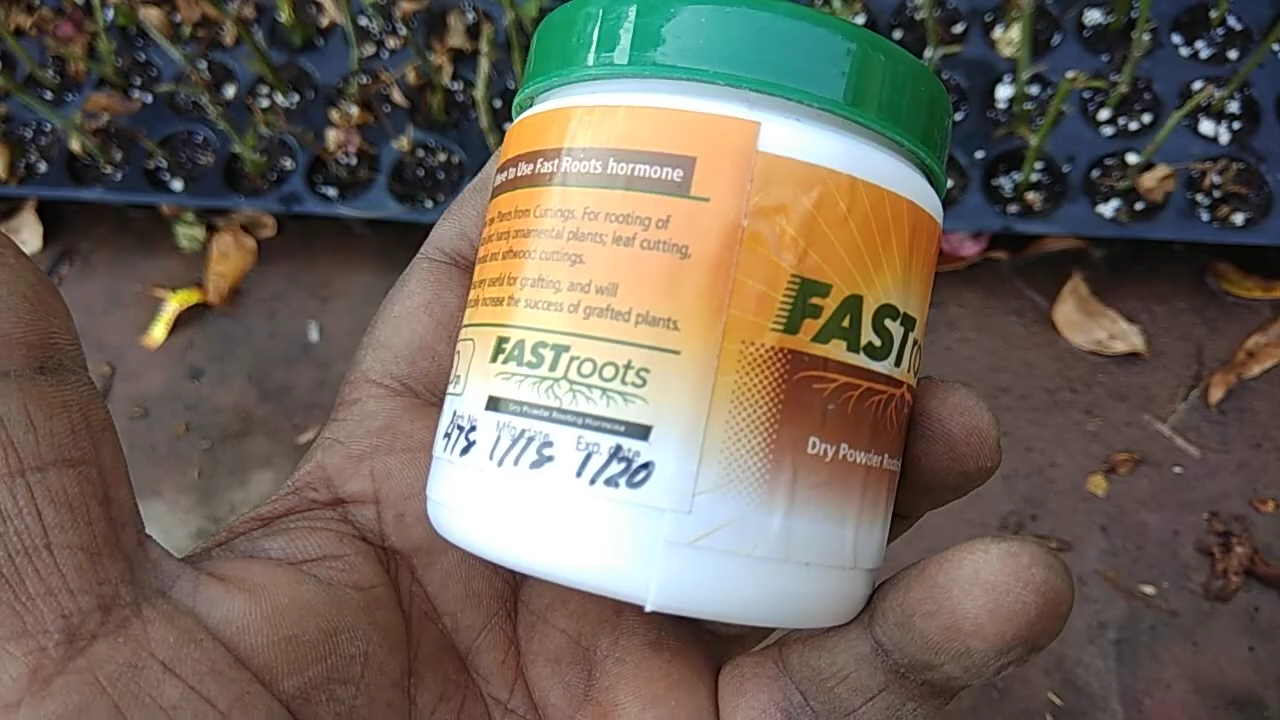 to Use Fast Roots hormone
Plants from Cuttings. For rooting of
and hardy ornamental plants; leaf cutting,
and softwood cuttings.
very useful for grafting, and will
increase the success of grafted plants.
FASTroots
Dry Powder Rooting Hormone
Mfg. date Exp. date
1/18 1/20
FAST
Dry Powder